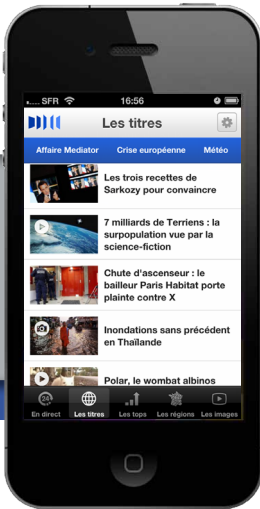 .... SFR 16:56
Les titres
Affaire Mediator Crise européenne Météo
Les trois recettes de
Sarkozy pour convaincre
7 milliards de Terriens : la
surpopulation vue par la
science-fiction
Chute d'ascenseur : le
bailleur Paris Habitat porte
plainte contre X
Inondations sans précédent
en Thaïlande
Polar, le wombat albinos
24
En direct Les titres Les tops Les régions Les images